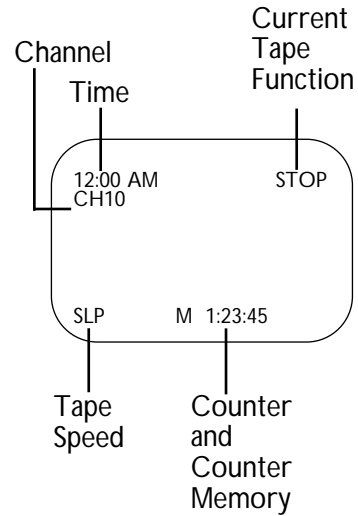 Current
Tape
Function
Channel
Time
12:00 AM
STOP
CH10
SLP
M 1:23:45
Tape
Speed
Counter
and
Counter
Memory